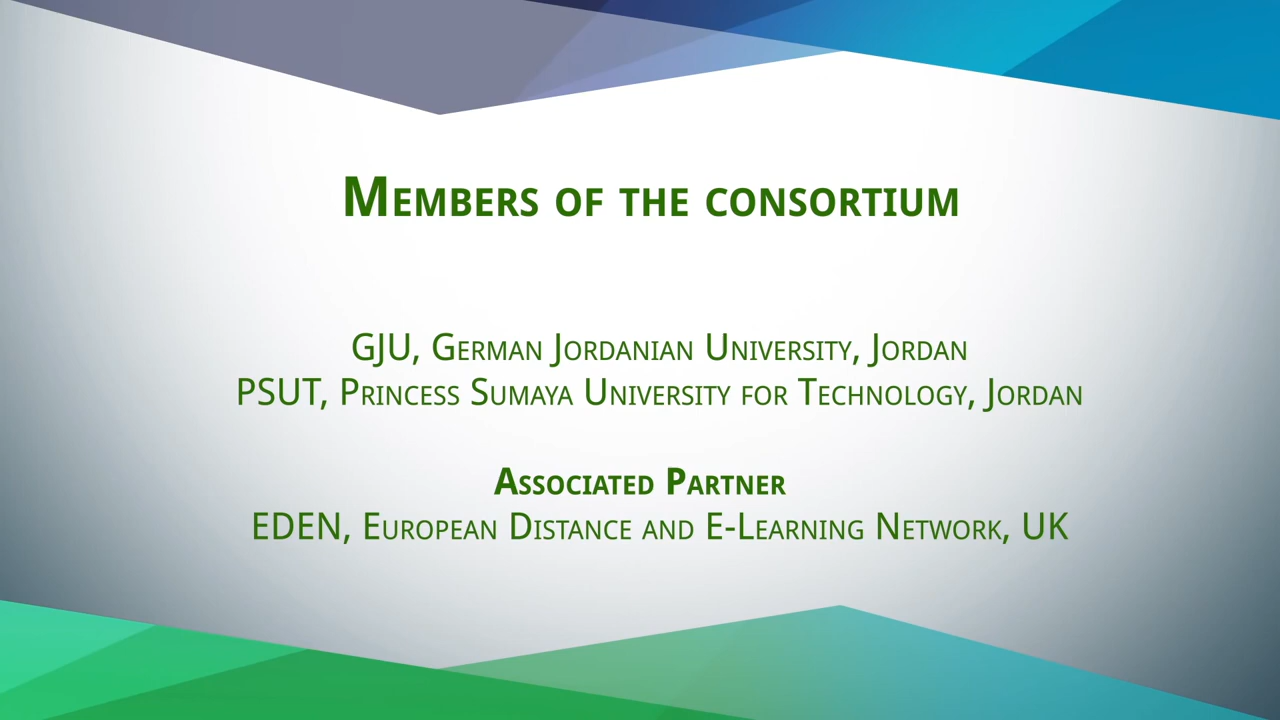 Members of the consortium
GJU, German Jordanian University, Jordan
PSUT, Princess Sumaya University for Technology, Jordan
Associated Partner
EDEN, European Distance and E-Learning Network, UK